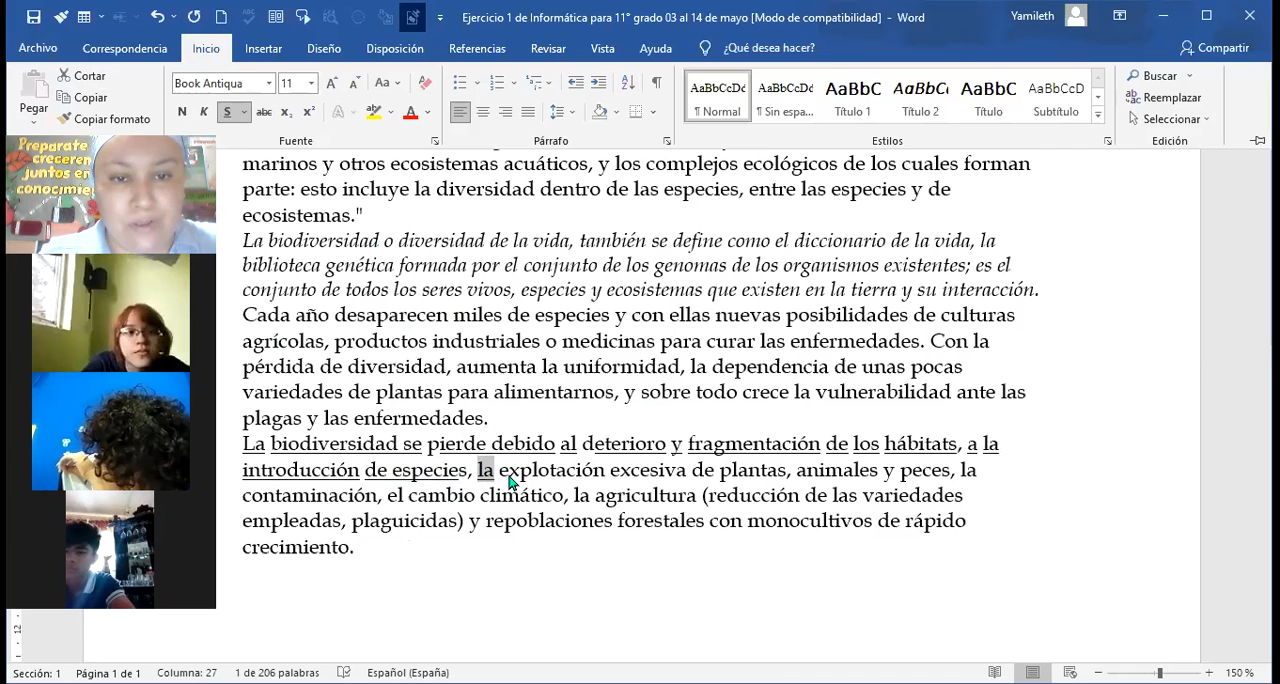 Ejercicio 1 de Informática para 11° grado 03 al 14 de mayo [Modo de compatibilidad] - Word
Yamileth
Archivo Correspondencia Inicio Insertar Diseño Disposición Referencias Revisar Vista Ayuda ¿Qué desea hacer? Compartir
Pegar
Cortar
Copiar
Copiar formato
Book Antiqua 11
Aa
N K S abc x₂ x² A A
Fuente
Párrafo
AaBbCcDd AaBbCcDd AaBbC AaBbCc AaBbC AaBbCcD
¶ Normal ¶ Sin espa... Título 1 Título 2 Título Subtítulo
Estilos
Buscar
Reemplazar
Seleccionar
Edición
Preparate
creceremos
juntos en
conocimie
marinos y otros ecosistemas acuáticos, y los complejos ecológicos de los cuales forman
parte: esto incluye la diversidad dentro de las especies, entre las especies y de
ecosistemas."
La biodiversidad o diversidad de la vida, también se define como el diccionario de la vida, la
biblioteca genética formada por el conjunto de los genomas de los organismos existentes; es el
conjunto de todos los seres vivos, especies y ecosistemas que existen en la tierra y su interacción.
Cada año desaparecen miles de especies y con ellas nuevas posibilidades de culturas
agrícolas, productos industriales o medicinas para curar las enfermedades. Con la
pérdida de diversidad, aumenta la uniformidad, la dependencia de unas pocas
variedades de plantas para alimentarnos, y sobre todo crece la vulnerabilidad ante las
plagas y las enfermedades.
La biodiversidad se pierde debido al deterioro y fragmentación de los hábitats, a la
introducción de especies, la explotación excesiva de plantas, animales y peces, la
contaminación, el cambio climático, la agricultura (reducción de las variedades
empleadas, plaguicidas) y repoblaciones forestales con monocultivos de rápido
crecimiento.
12
Sección: 1 Página 1 de 1 Columna: 27 1 de 206 palabras Español (España) 150 %